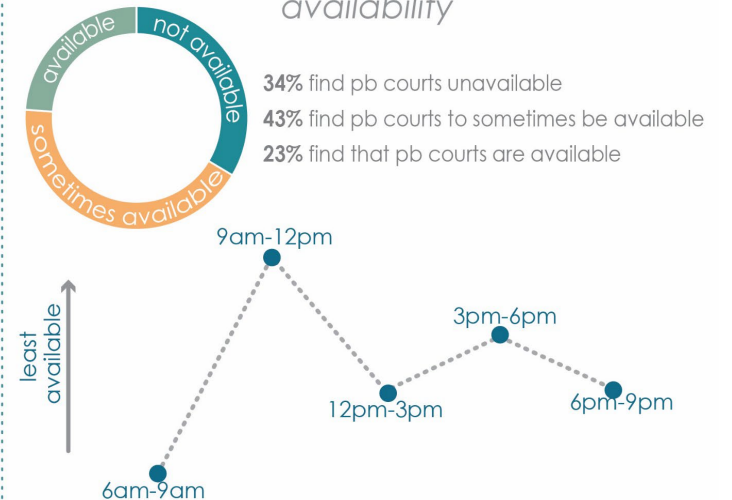 availability
available
not available
sometimes available
34% find pb courts unavailable
43% find pb courts to sometimes be available
23% find that pb courts are available
9am-12pm
least
available
3pm-6pm
12pm-3pm
6pm-9pm
6am-9am